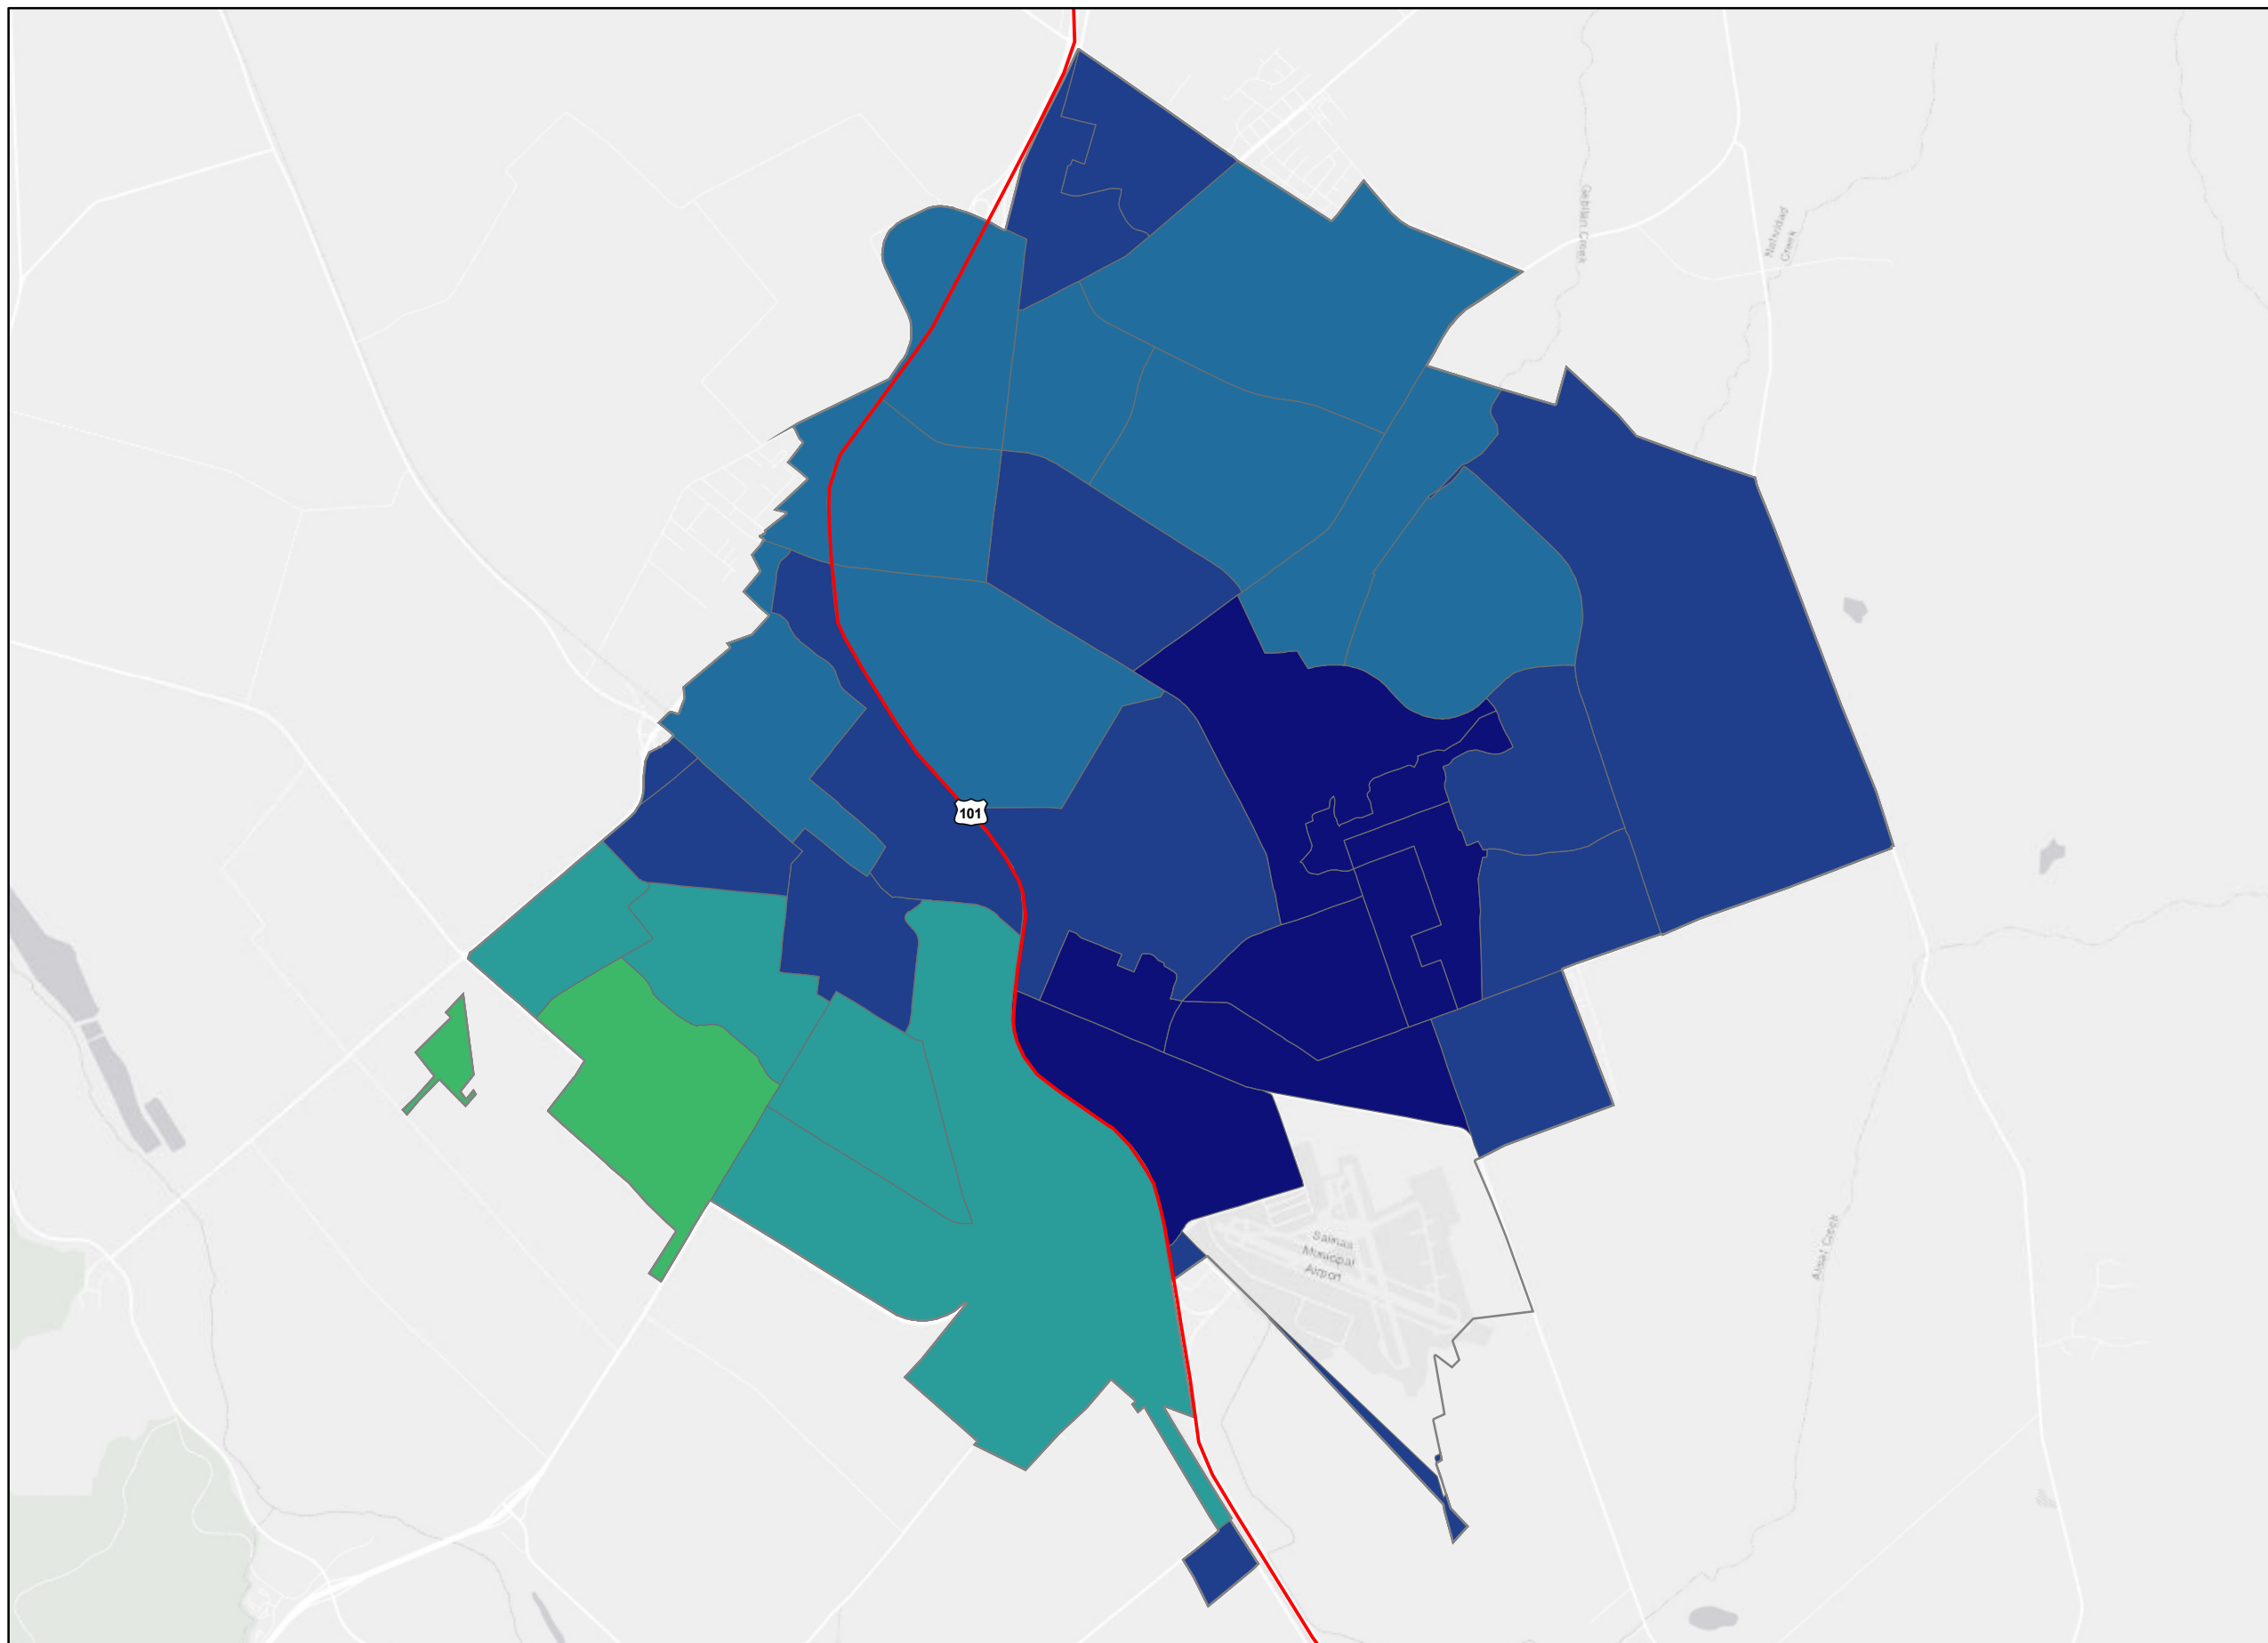 Gabilan Creek
Natividad
Creek
101
Salinas
Municipal
Airport
Alisal Creek